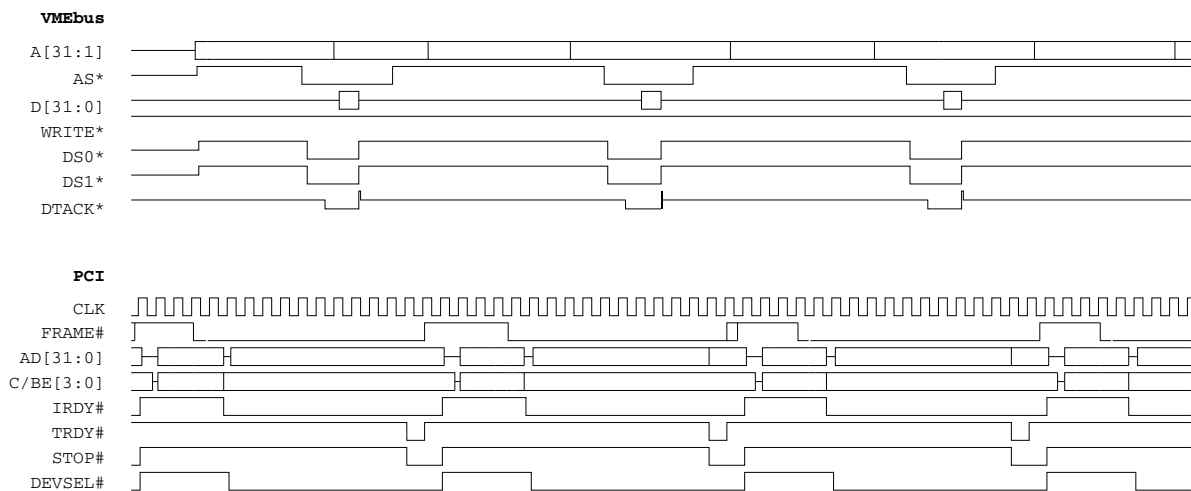 VMEbus
A[31:1]
AS*
D[31:0]
WRITE*
DS0*
DS1*
DTACK*
PCI
CLK
FRAME#
AD[31:0]
C/BE[3:0]
IRDY#
TRDY#
STOP#
DEVSEL#